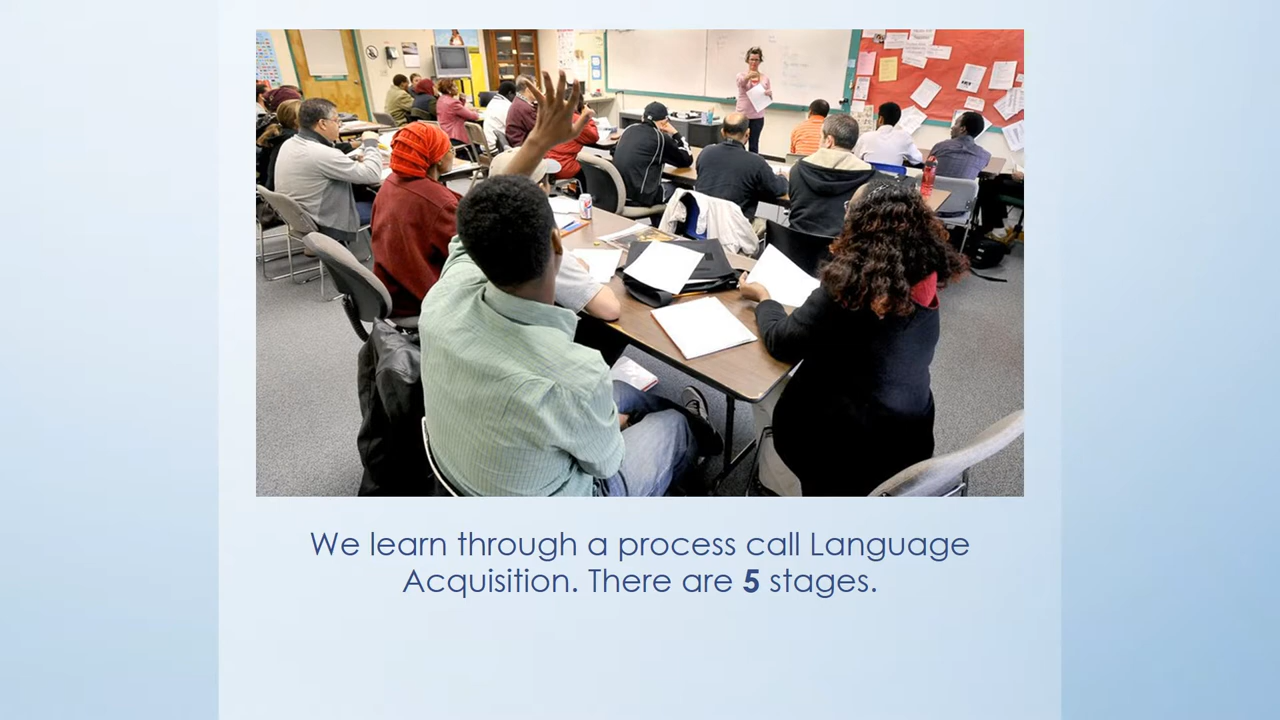 We learn through a process call Language
Acquisition. There are 5 stages.